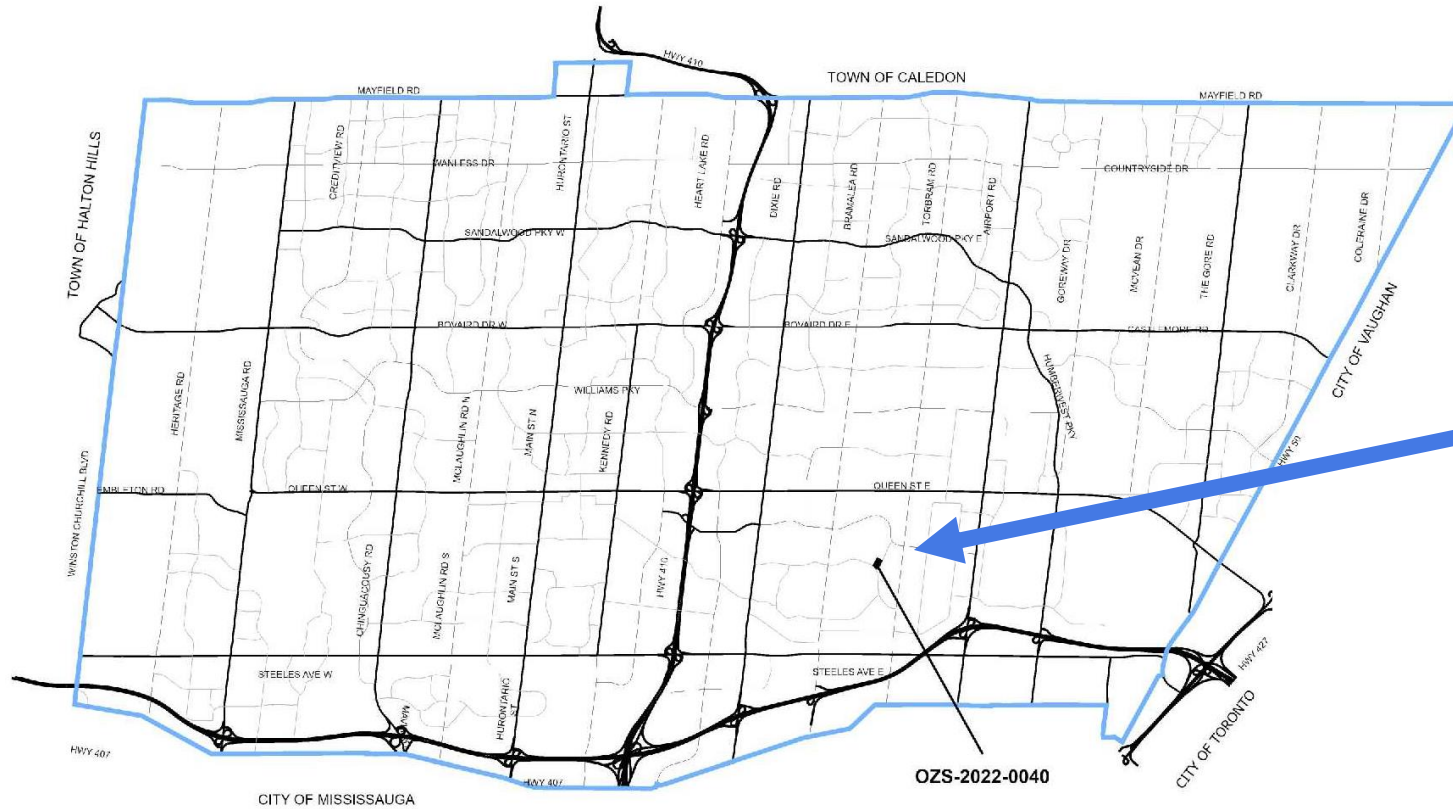 HWY 410
TOWN OF CALEDON
MAYFIELD RD
MAYFIELD RD
TOWN OF HALTON HILLS
CREDITVIEW RD
WANLESS DR
HURONTARIO ST
HEART LAKE RD
DIXIE RD
BRAMALEA RD
TORBRAM RD
AIRPORT RD
COUNTRYSIDE DR
SANDALWOOD PKY W
SANDALWOOD PKY E
GOREWAY DR
MCVEAN DR
THE GORE RD
CLARKWAY DR
COLERAINE DR
BOVAIRD DR W
BOVAIRD DR E
CASTLEMORE RD
CITY OF VAUGHAN
HERITAGE RD
MISSISSAUGA RD
WILLIAMS PKY
MCLAUGHLIN RD N
MAIN ST N
KENNEDY RD
HUMBERWEST PKY
HWY 50
WINSTON CHURCHILL BLVD
EMBLETON RD
QUEEN ST W
QUEEN ST E
CHINGUACOUSY RD
MCLAUGHLIN RD S
MAIN ST S
HWY 410
STEELES AVE W
STEELES AVE E
HWY 427
HURONTARIO
ST
HWY 407
HWY 407
OZS-2022-0040
CITY OF TORONTO
CITY OF MISSISSAUGA